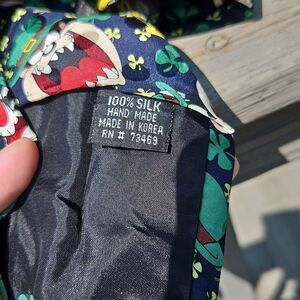 100% SILK
HAND MADE
MADE IN KOREA
RN # 73469